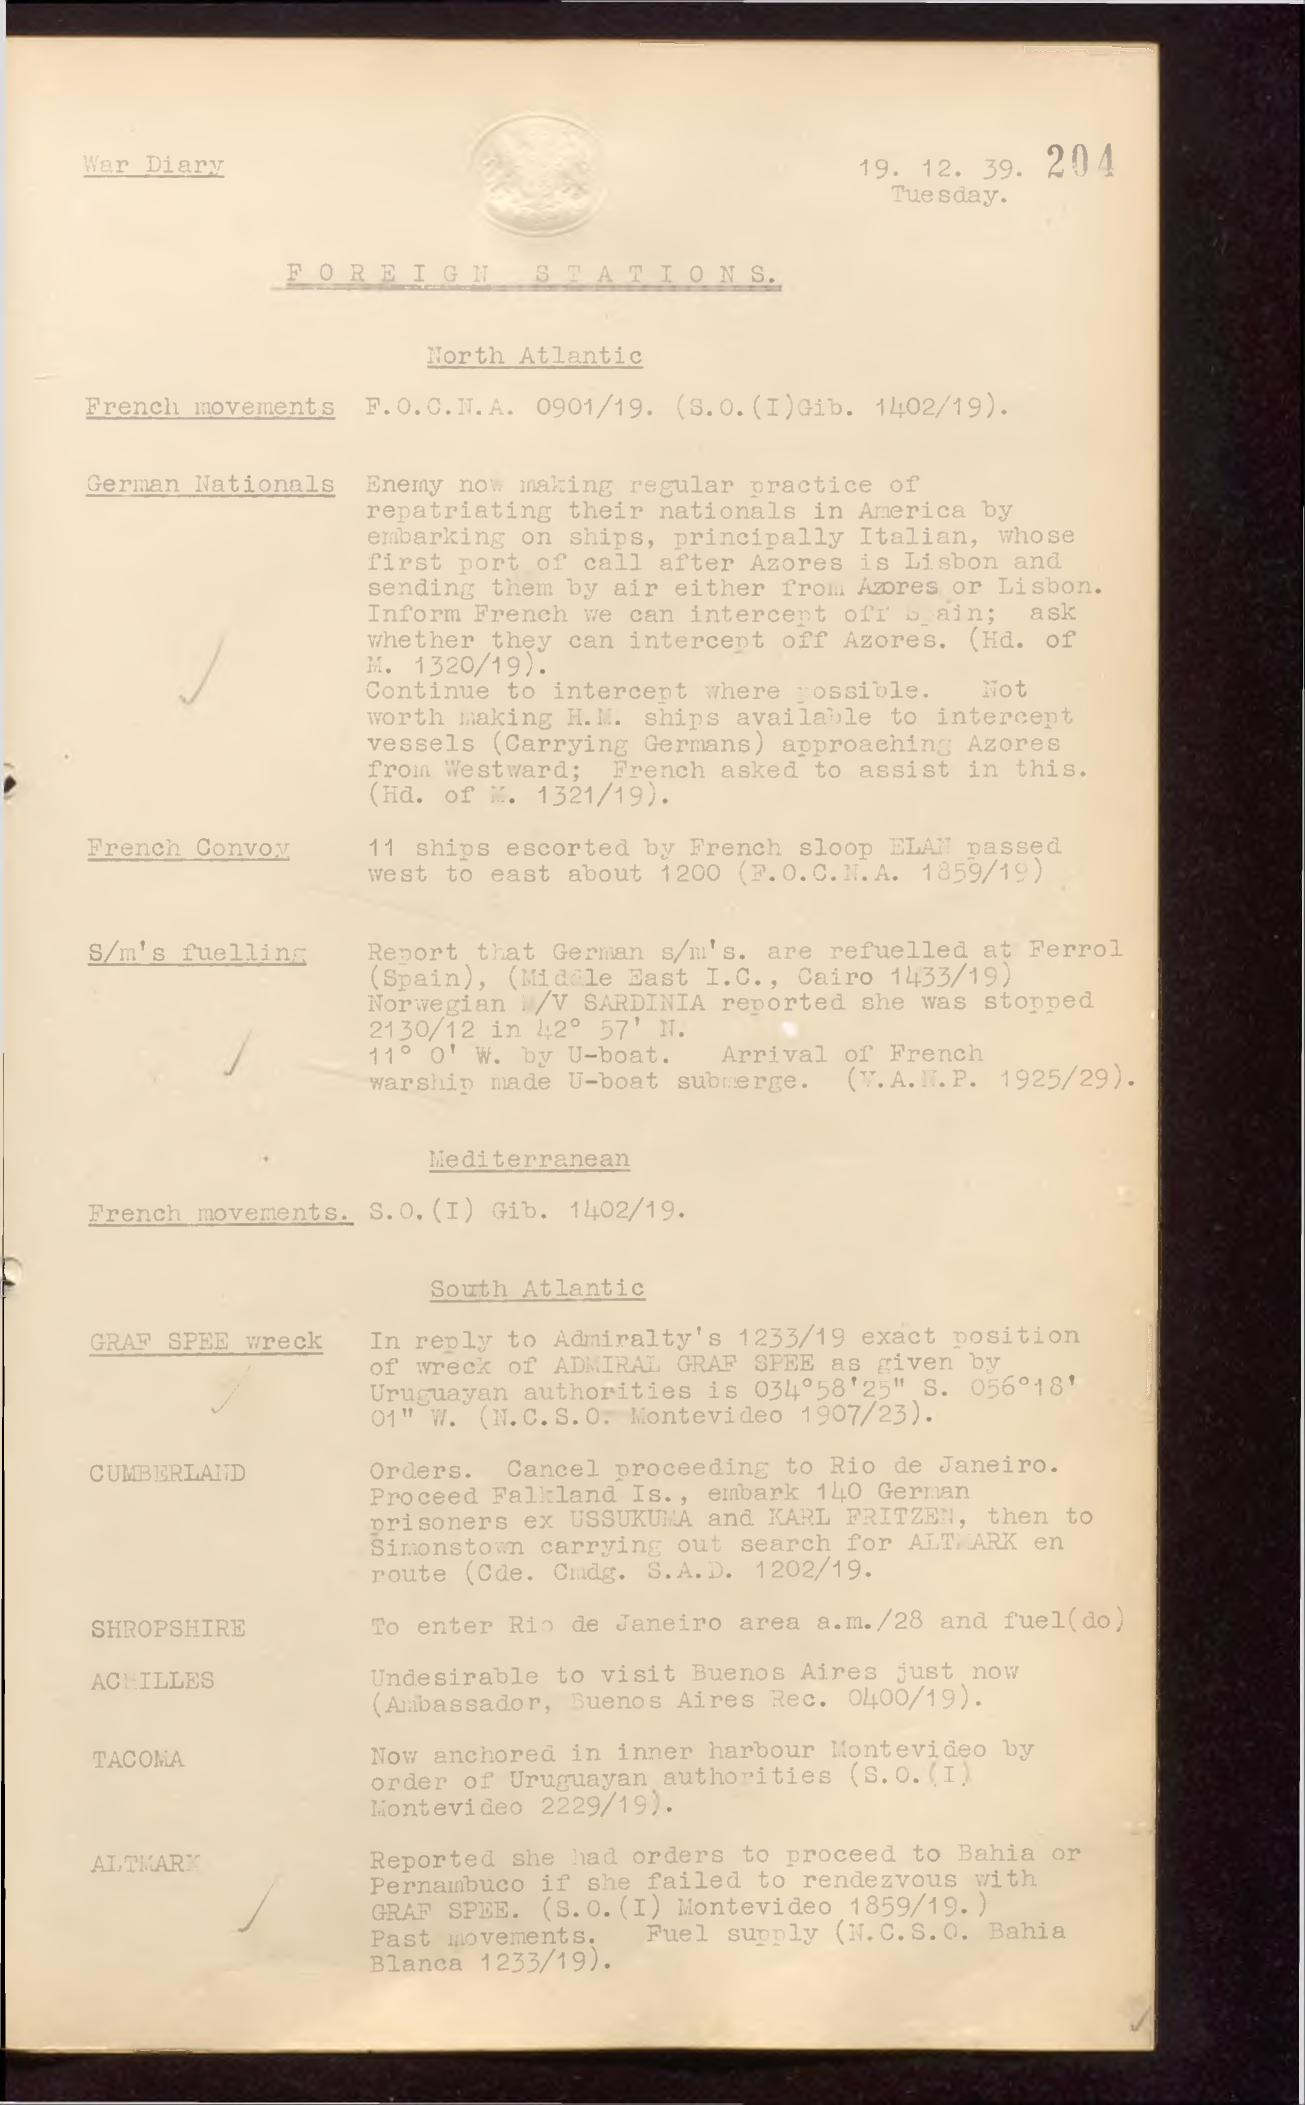 War Diary
19. 12. 39. 204
Tuesday.
FOREIGN STATIONS.
North Atlantic
French movements F.O.C.N.A. 0901/19. (S.O.(I)Gib. 1402/19).
German Nationals Enemy now making regular practice of
repatriating their nationals in America by
embarking on ships, principally Italian, whose
first port of call after Azores is Lisbon and
sending them by air either from Azores or Lisbon.
Inform French we can intercept off Spain; ask
whether they can intercept off Azores. (Hd. of
M. 1320/19).
Continue to intercept where possible. Not
worth making H.M. ships available to intercept
vessels (Carrying Germans) approaching Azores
from Westward; French asked to assist in this.
(Hd. of M. 1321/19).
French Convoy 11 ships escorted by French sloop ELAN passed
west to east about 1200 (F.O.C.N.A. 1859/19)
S/m's fuelling Report that German s/m's. are refuelled at Ferrol
(Spain), (Middle East I.C., Cairo 1433/19)
Norwegian M/V SARDINIA reported she was stopped
2130/12 in 42° 57' N.
11° 0' W. by U-boat. Arrival of French
warship made U-boat submerge. (V.A.N.P. 1925/29).
Mediterranean
French movements. S.O.(I) Gib. 1402/19.
South Atlantic
GRAF SPEE wreck In reply to Admiralty's 1233/19 exact position
of wreck of ADMIRAL GRAF SPEE as given by
Uruguayan authorities is 034°58'25" S. 056°18'
01" W. (N.C.S.O. Montevideo 1907/23).
CUMBERLAND Orders. Cancel proceeding to Rio de Janeiro.
Proceed Falkland Is., embark 140 German
prisoners ex USSUKUMA and KARL FRITZEN, then to
Simonstown carrying out search for ALTMARK en
route (Cde. Cmdg. S.A.D. 1202/19.
SHROPSHIRE To enter Rio de Janeiro area a.m./28 and fuel(do)
ACHILLES Undesirable to visit Buenos Aires just now
(Ambassador, Buenos Aires Rec. 0400/19).
TACOMA Now anchored in inner harbour Montevideo by
order of Uruguayan authorities (S.O.(I)
Montevideo 2229/19).
ALTMARK Reported she had orders to proceed to Bahia or
Pernambuco if she failed to rendezvous with
GRAF SPEE. (S.O.(I) Montevideo 1859/19.)
Past movements. Fuel supply (N.C.S.O. Bahia
Blanca 1233/19).